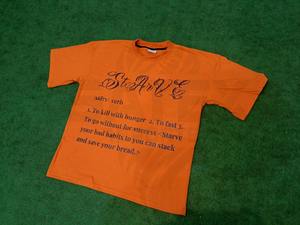 StArVE
stärv: verb
1. To kill with hunger 2. To fast 3.
To go without for success - Starve
your bad habits so you can stack
and save your bread.